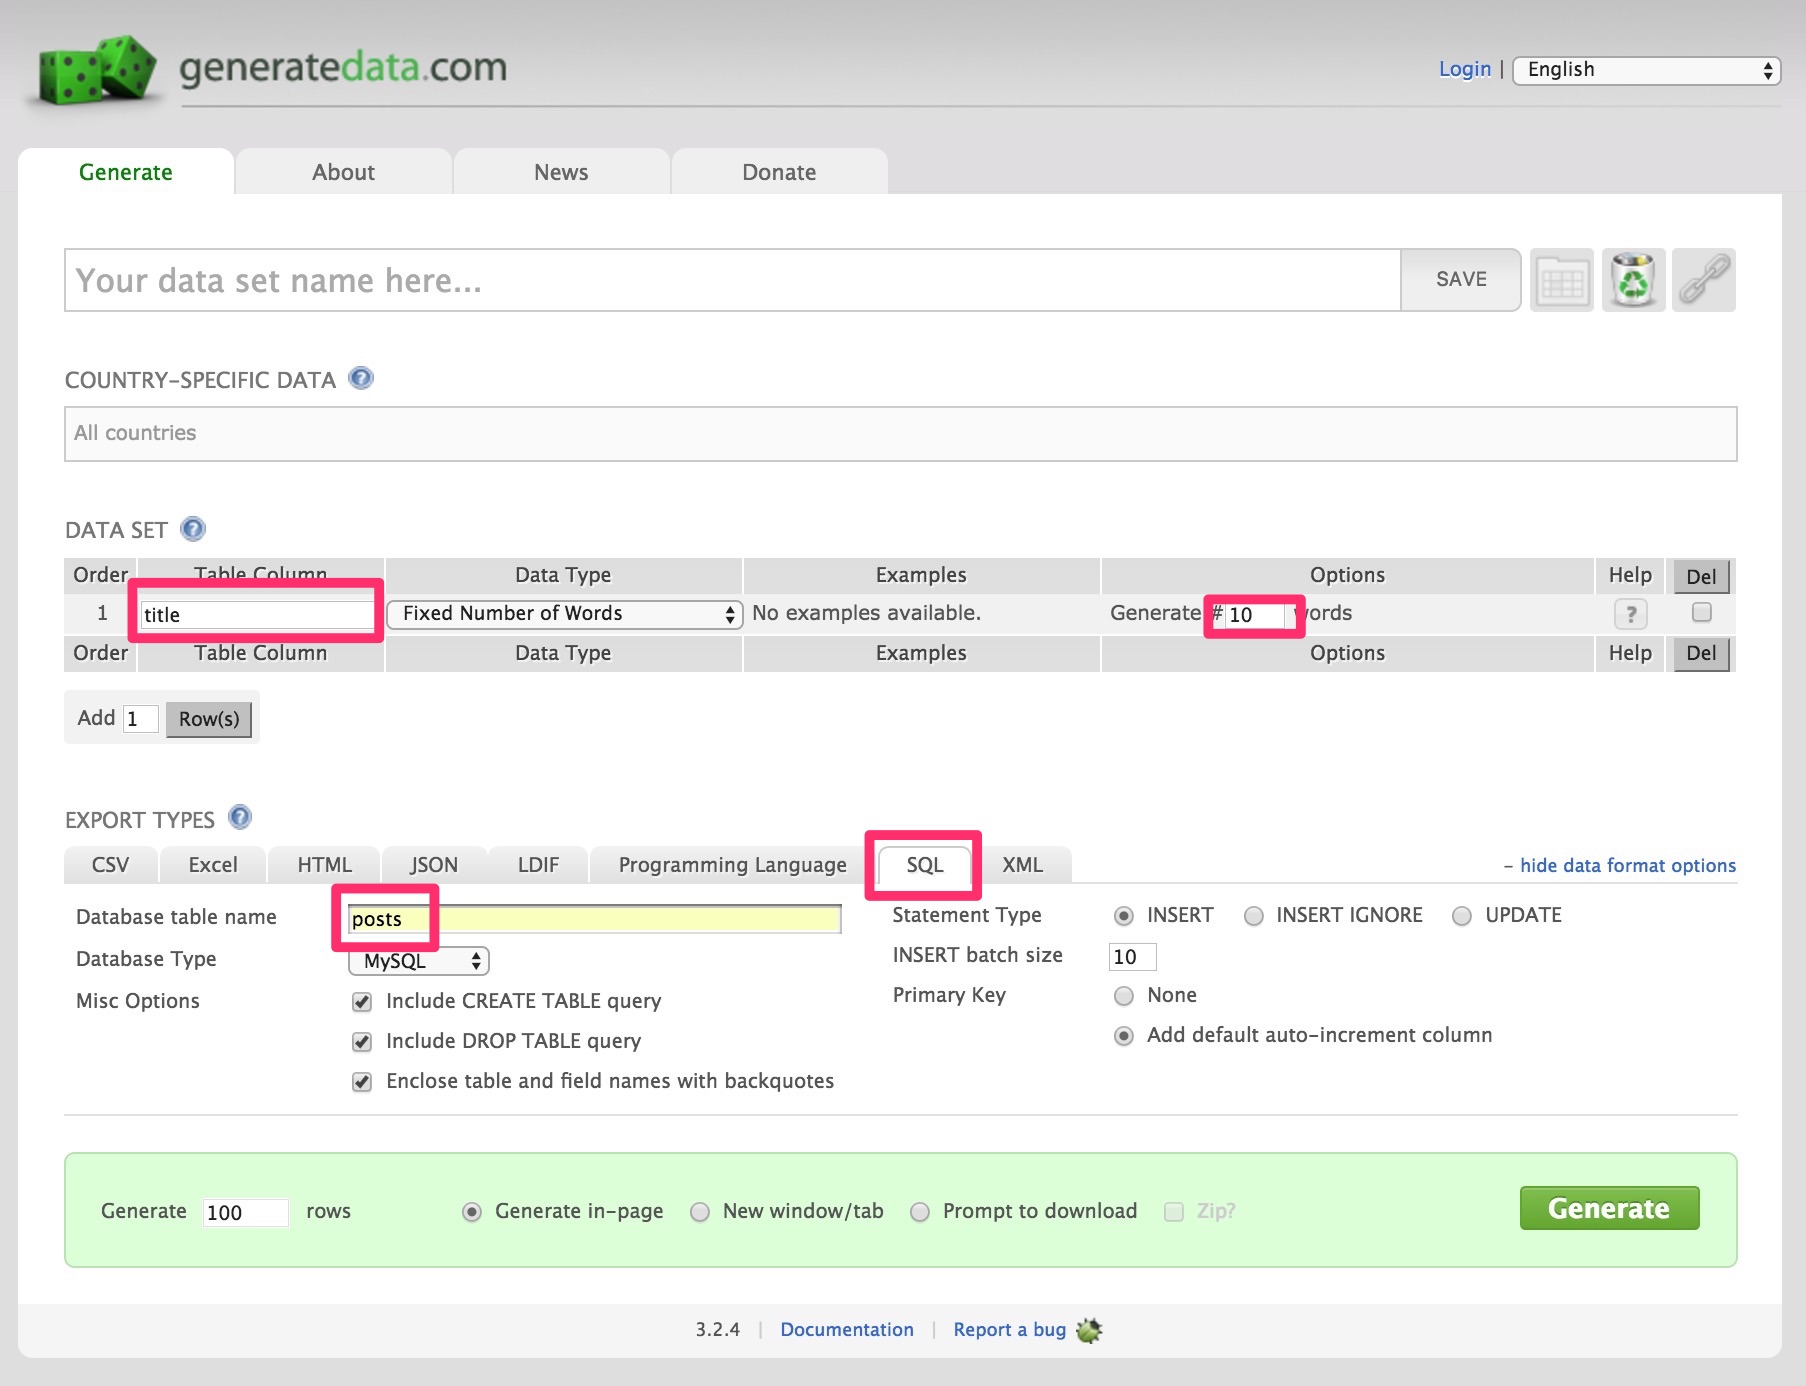 generatedata.com
Login | English
Generate About News Donate
Your data set name here... SAVE
COUNTRY-SPECIFIC DATA ?
All countries
DATA SET ?
Order Table Column Data Type Examples Options Help Del
1 title Fixed Number of Words No examples available. Generate # 10 words ?
Order Table Column Data Type Examples Options Help Del
Add 1 Row(s)
EXPORT TYPES ?
CSV Excel HTML JSON LDIF Programming Language SQL XML – hide data format options
Database table name posts Statement Type INSERT INSERT IGNORE UPDATE
Database Type MySQL INSERT batch size 10
Misc Options Include CREATE TABLE query Primary Key None
Include DROP TABLE query Add default auto-increment column
Enclose table and field names with backquotes
Generate 100 rows Generate in-page New window/tab Prompt to download Zip? Generate
3.2.4 | Documentation | Report a bug